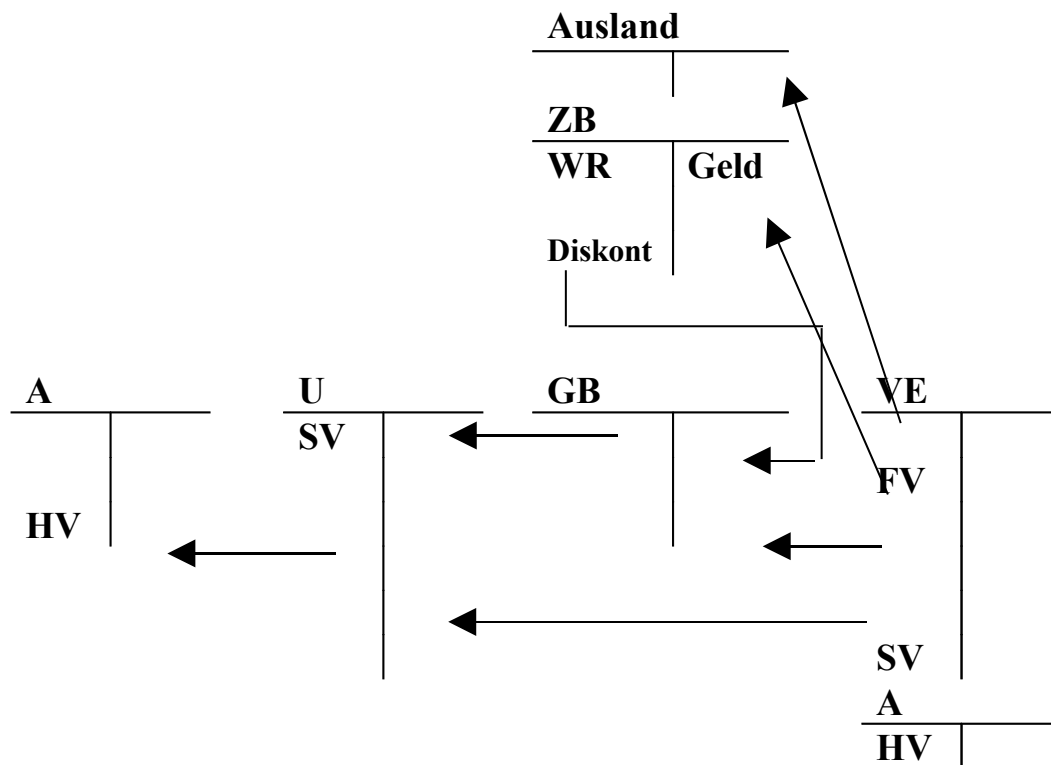 Ausland
ZB
WR Geld
Diskont
A U GB VE
SV
FV
HV
SV
A
HV